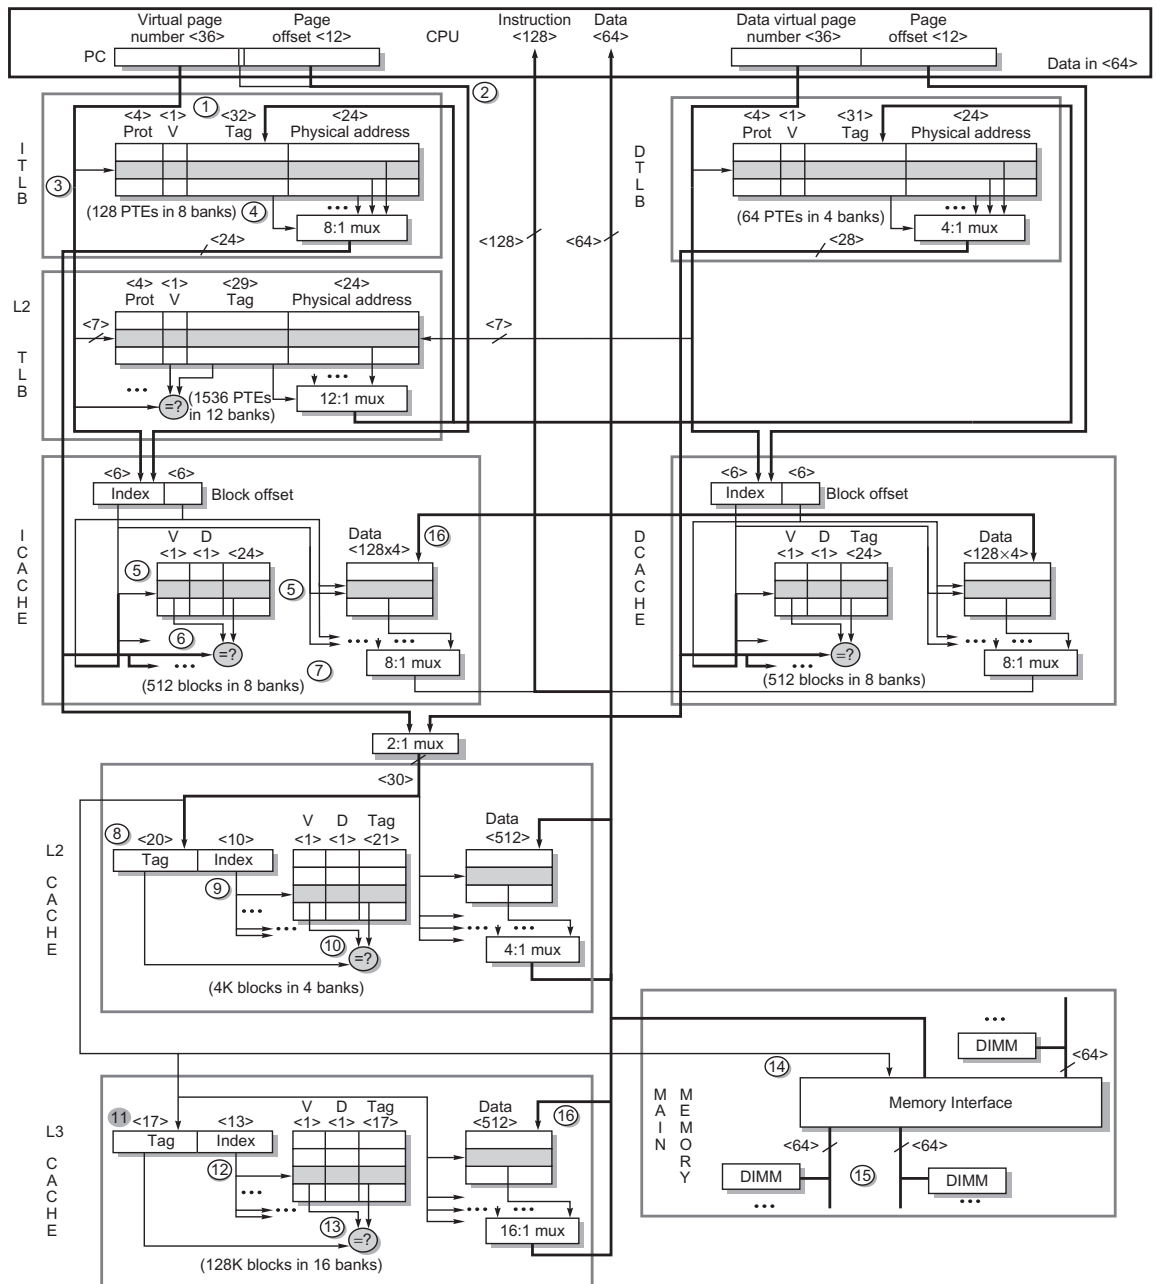 Virtual page
number <36>
Page
offset <12>
CPU
Instruction
<128>
Data
<64>
Data virtual page
number <36>
Page
offset <12>
PC
Data in <64>
1
2
ITLB
<4>
Prot
<1>
V
<32>
Tag
<24>
Physical address
3
(128 PTEs in 8 banks)
4
•••
8:1 mux
<24>
DTLB
<4>
Prot
<1>
V
<31>
Tag
<24>
Physical address
(64 PTEs in 4 banks)
•••
4:1 mux
<28>
<128>
<64>
L2
TLB
<4>
Prot
<1>
V
<29>
Tag
<24>
Physical address
<7>
<7>
•••
=?
(1536 PTEs
in 12 banks)
•••
12:1 mux
ICACHE
<6>
<6>
Index
Block offset
V
<1>
D
<1>
<24>
Data
<128x4>
16
5
5
6
=?
•••
7
••• •••
8:1 mux
(512 blocks in 8 banks)
DCACHE
<6>
<6>
Index
Block offset
V
<1>
D
<1>
Tag
<24>
Data
<128×4>
=?
•••
••• •••
8:1 mux
(512 blocks in 8 banks)
2:1 mux
<30>
L2
CACHE
8
<20>
<10>
Tag
Index
V
<1>
D
<1>
Tag
<21>
Data
<512>
9
•••
•••
10
=?
••• •••
4:1 mux
(4K blocks in 4 banks)
L3
CACHE
11
<17>
<13>
Tag
Index
V
<1>
D
<1>
Tag
<17>
Data
<512>
16
12
•••
•••
13
=?
••• •••
16:1 mux
(128K blocks in 16 banks)
MAIN
MEMORY
14
•••
DIMM
<64>
Memory Interface
<64>
<64>
DIMM
•••
15
DIMM
•••